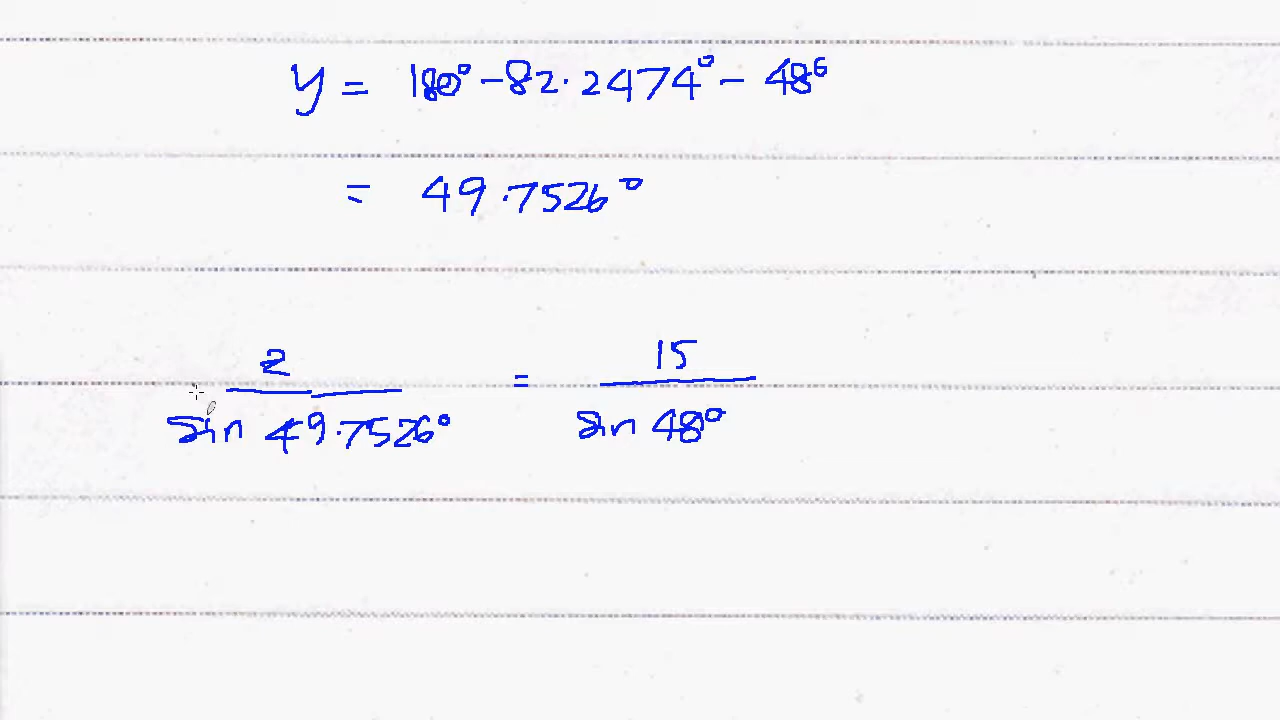 y = 180° - 82.2474° - 48°
= 49.7526°
z / sin 49.7526° = 15 / sin 48°